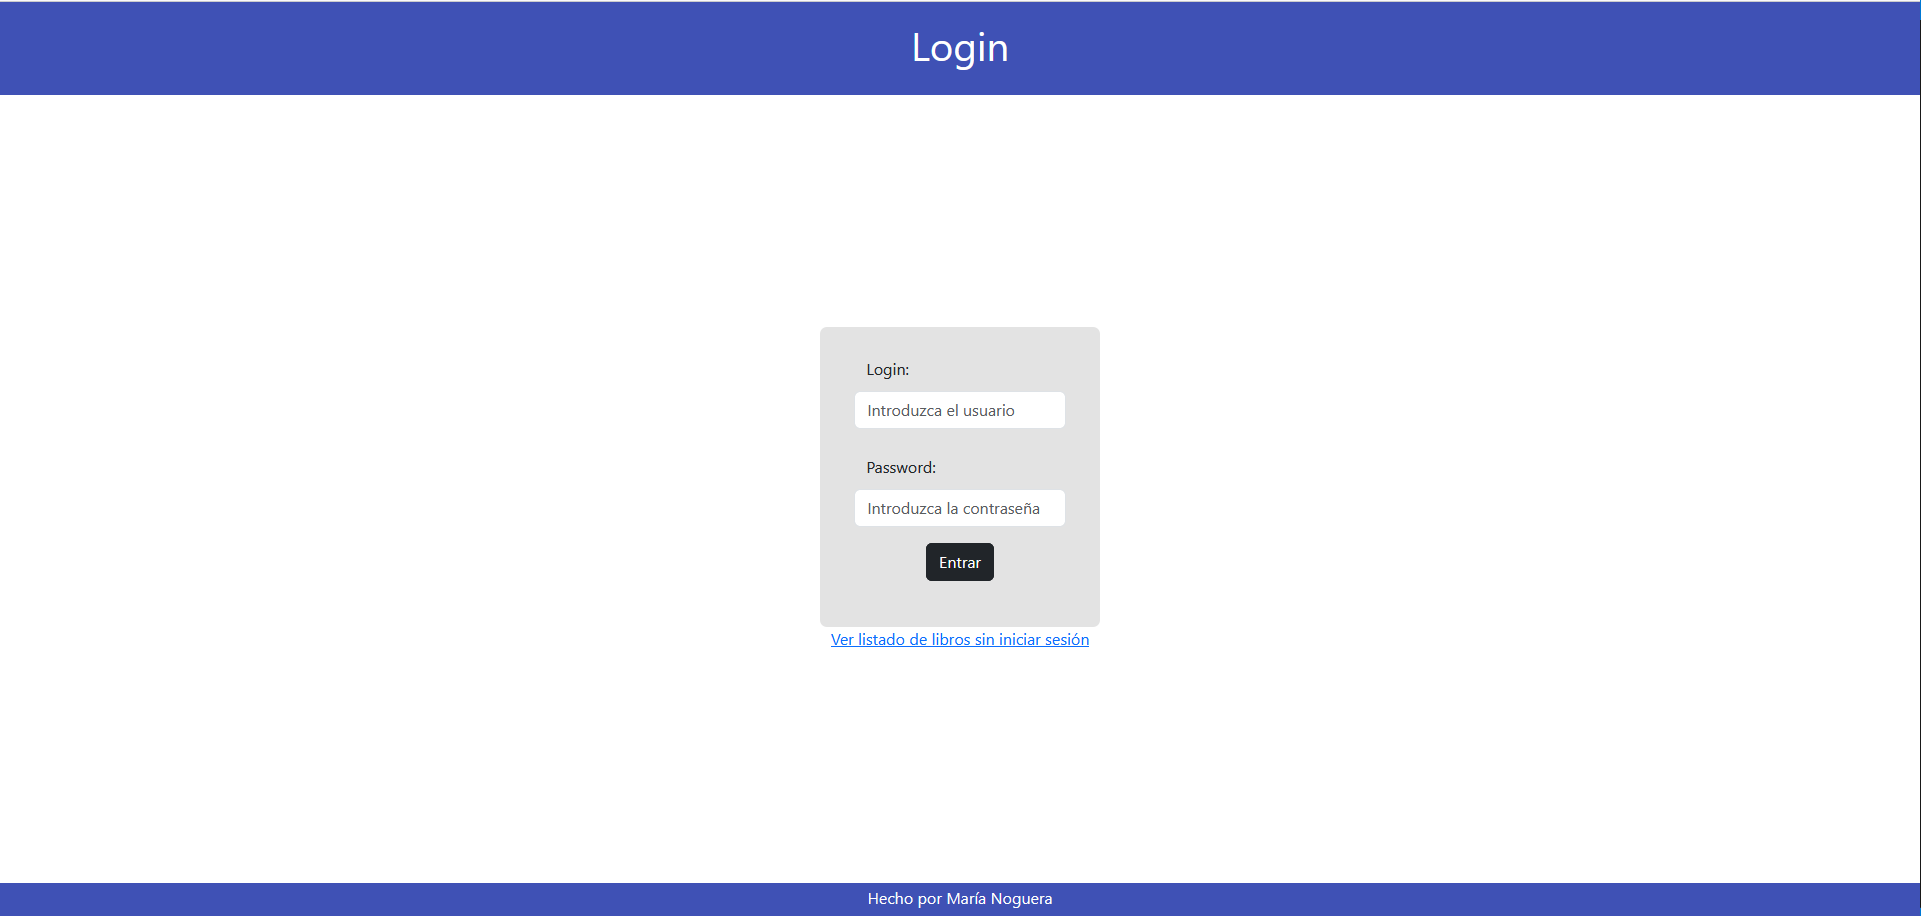 Login
Login:
Introduzca el usuario
Password:
Introduzca la contraseña
Entrar
Ver listado de libros sin iniciar sesión
Hecho por María Noguera